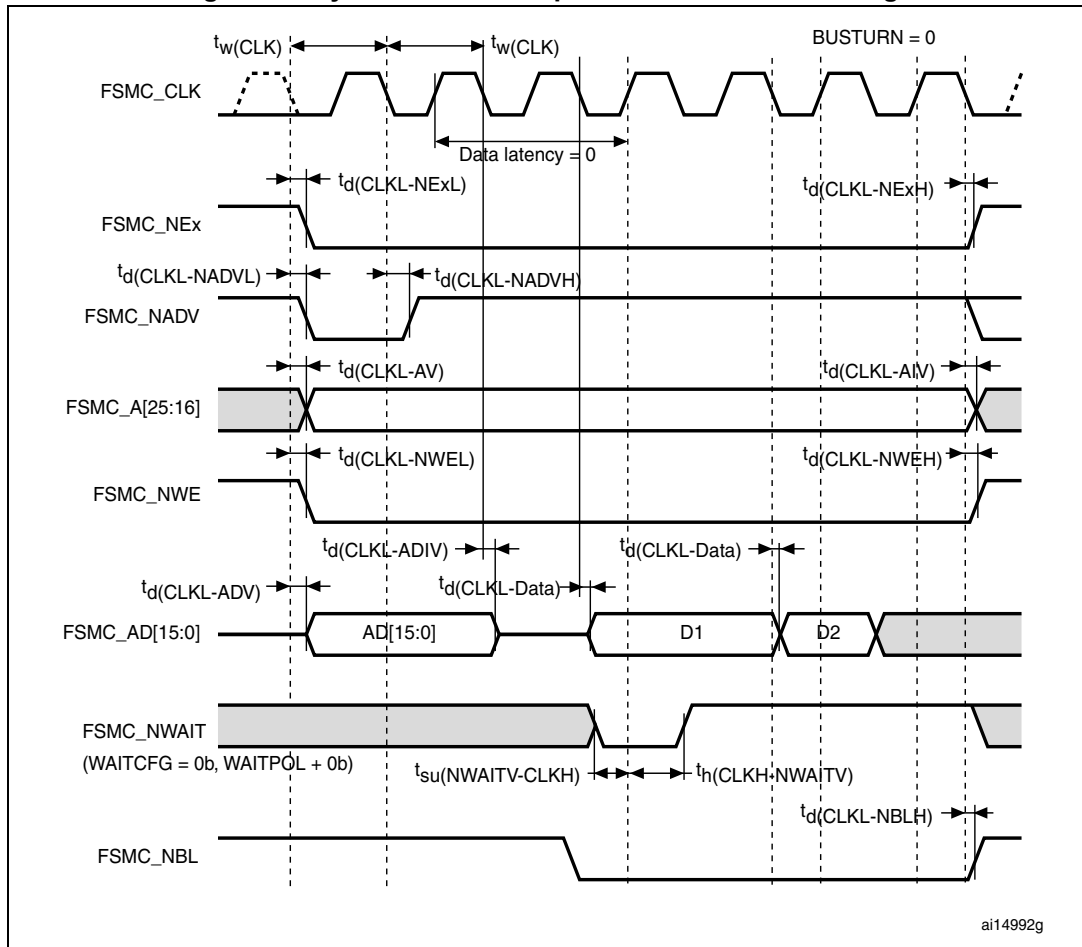 tw(CLK)
tw(CLK)
BUSTURN = 0
FSMC_CLK
Data latency = 0
td(CLKL-NExL)
td(CLKL-NExH)
FSMC_NEx
td(CLKL-NADVL)
td(CLKL-NADVH)
FSMC_NADV
td(CLKL-AV)
td(CLKL-AIV)
FSMC_A[25:16]
td(CLKL-NWEL)
td(CLKL-NWEH)
FSMC_NWE
td(CLKL-ADIV)
td(CLKL-Data)
td(CLKL-ADV)
td(CLKL-Data)
FSMC_AD[15:0]
AD[15:0]
D1
D2
FSMC_NWAIT
(WAITCFG = 0b, WAITPOL + 0b)
tsu(NWAITV-CLKH)
th(CLKH-NWAITV)
td(CLKL-NBLH)
FSMC_NBL
ai14992g